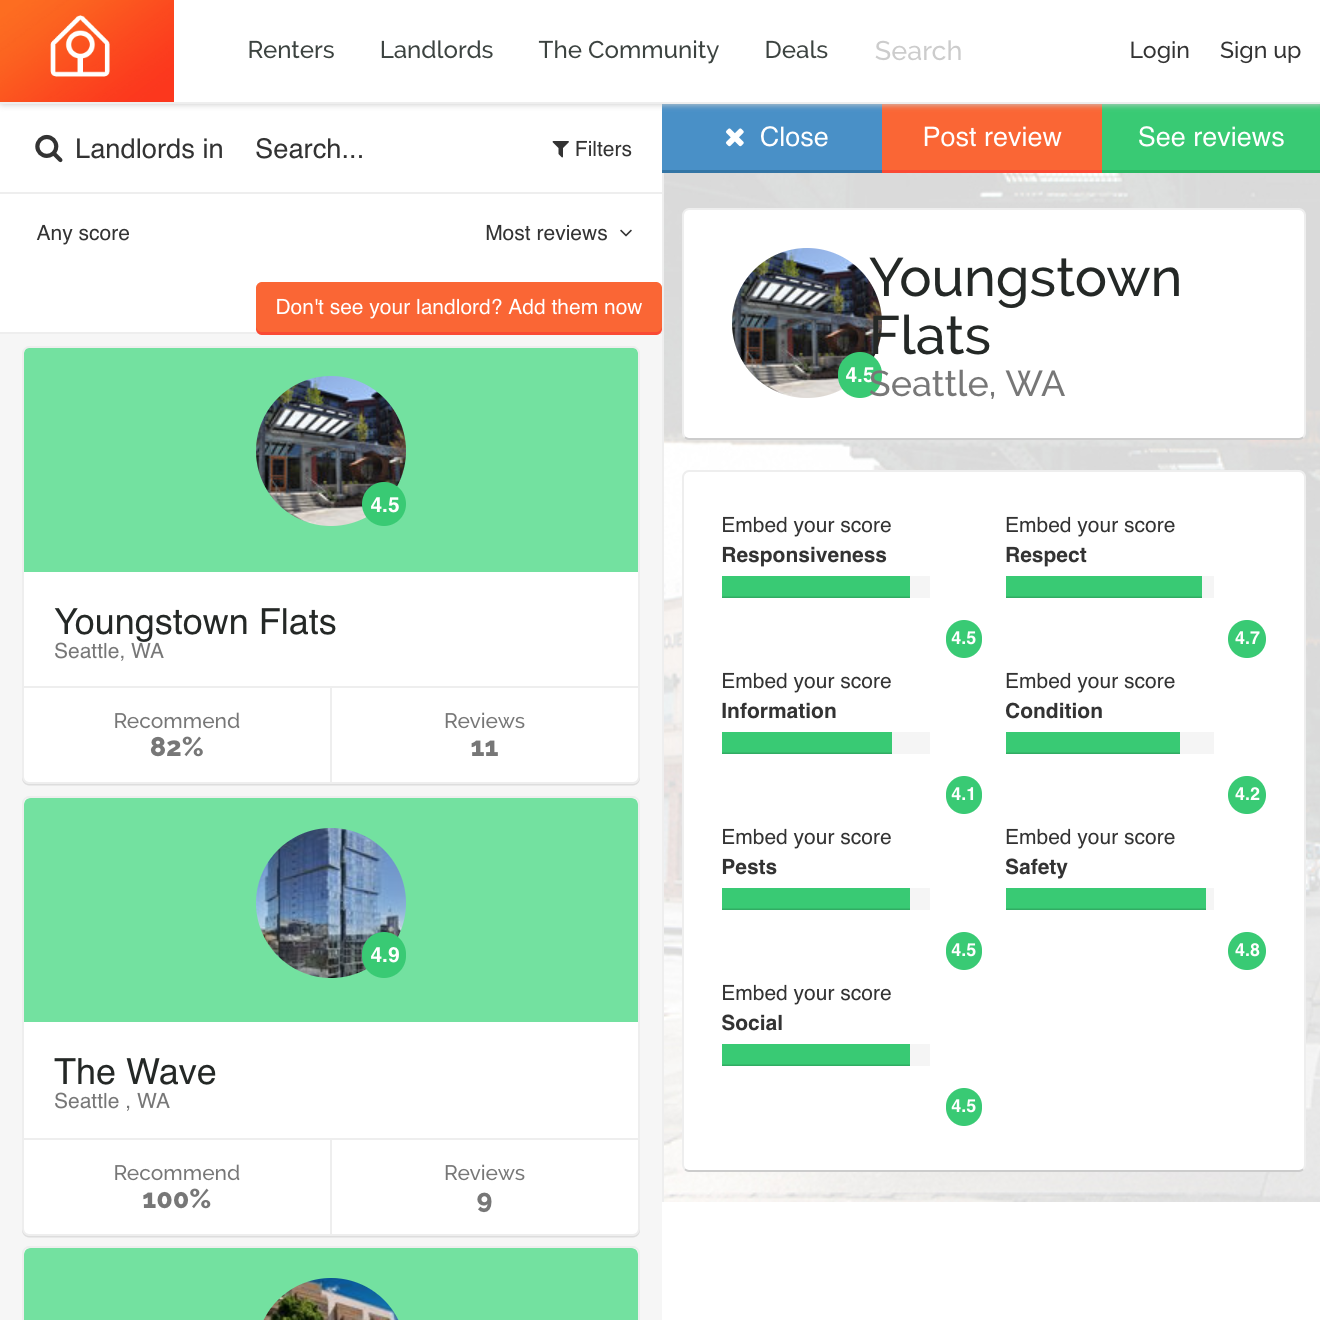 Renters
Landlords
The Community
Deals
Search
Login
Sign up
Landlords in
Search...
Filters
Any score
Most reviews
Don't see your landlord? Add them now
4.5
Youngstown Flats
Seattle, WA
Recommend
82%
Reviews
11
4.9
The Wave
Seattle , WA
Recommend
100%
Reviews
9
Close
Post review
See reviews
4.5
Youngstown
Flats
Seattle, WA
Embed your score
Responsiveness
4.5
Embed your score
Respect
4.7
Embed your score
Information
4.1
Embed your score
Condition
4.2
Embed your score
Pests
4.5
Embed your score
Safety
4.8
Embed your score
Social
4.5